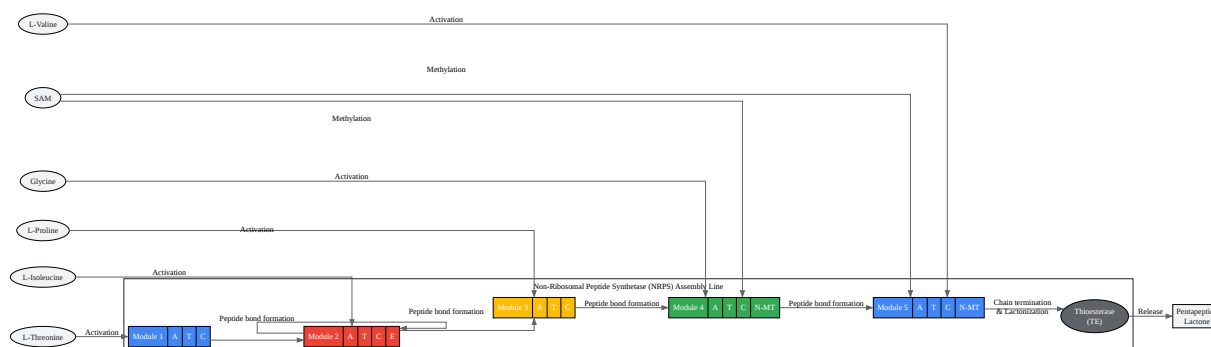 L-Valine
Activation
Methylation
SAM
Methylation
Glycine
Activation
L-Proline
Activation
L-Isoleucine
Activation
Non-Ribosomal Peptide Synthetase (NRPS) Assembly Line
Module 3 A T C
Peptide bond formation
Module 4 A T C N-MT
Peptide bond formation
Module 5 A T C N-MT
Chain termination
& Lactonization
Thioesterase
(TE)
Release
Pentapeptide
Lactone
Peptide bond formation
Peptide bond formation
L-Threonine
Activation
Module 1 A T C
Module 2 A T C E